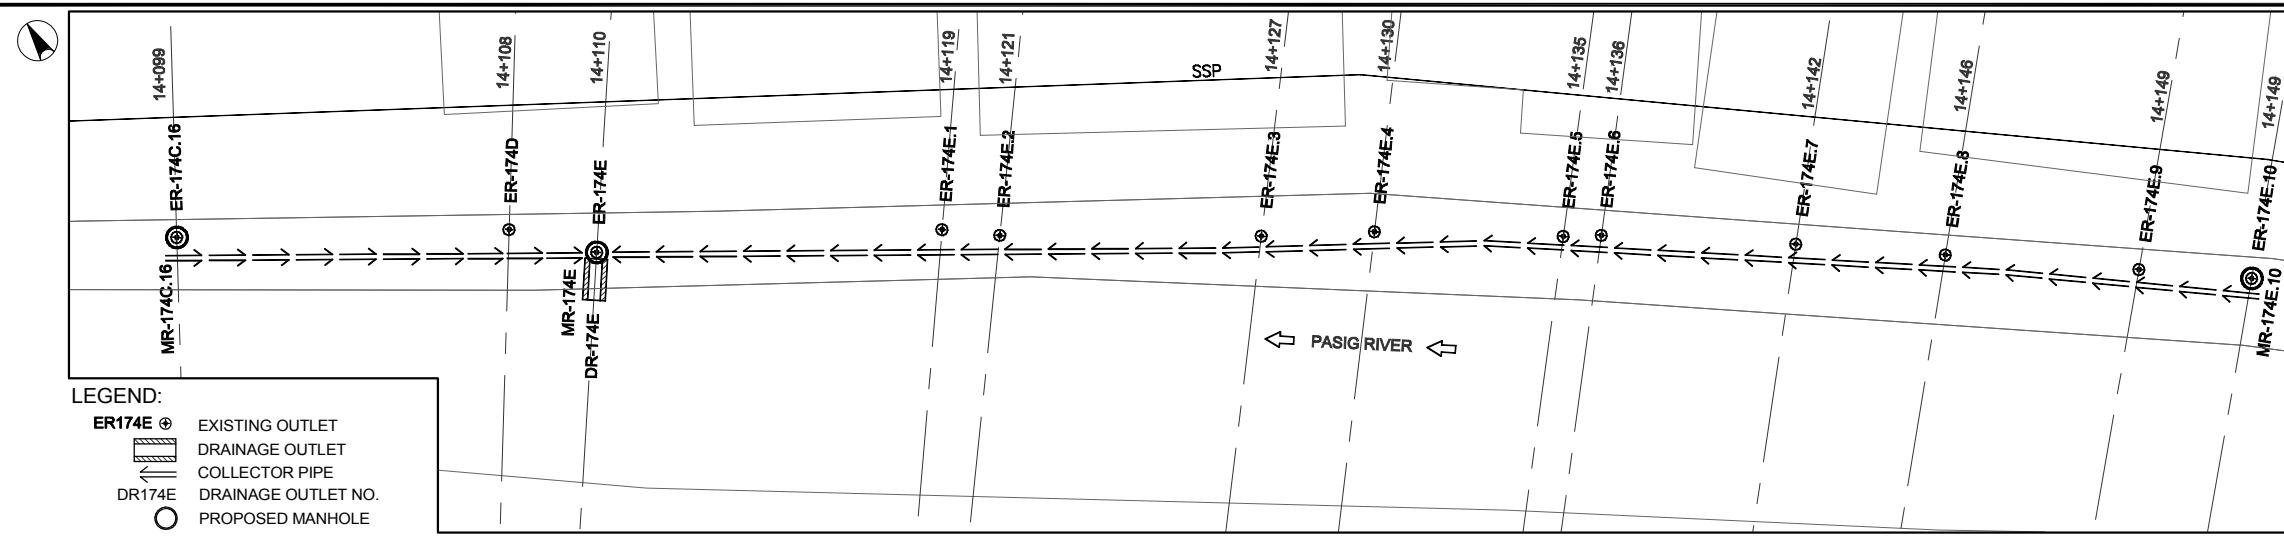 14+099
14+108
14+110
14+119
14+121
14+127
14+130
14+135
14+136
14+142
14+146
14+149
14+149
SSP
ER-174C.16
ER-174D
ER-174E
ER-174E.1
ER-174E.2
ER-174E.3
ER-174E.4
ER-174E.5
ER-174E.6
ER-174E.7
ER-174E.8
ER-174E.9
ER-174E.10
MR-174C.16
MR-174E
DR-174E
MR-174E.10
PASIG RIVER
LEGEND:
ER174E EXISTING OUTLET
DRAINAGE OUTLET
COLLECTOR PIPE
DR174E DRAINAGE OUTLET NO.
PROPOSED MANHOLE